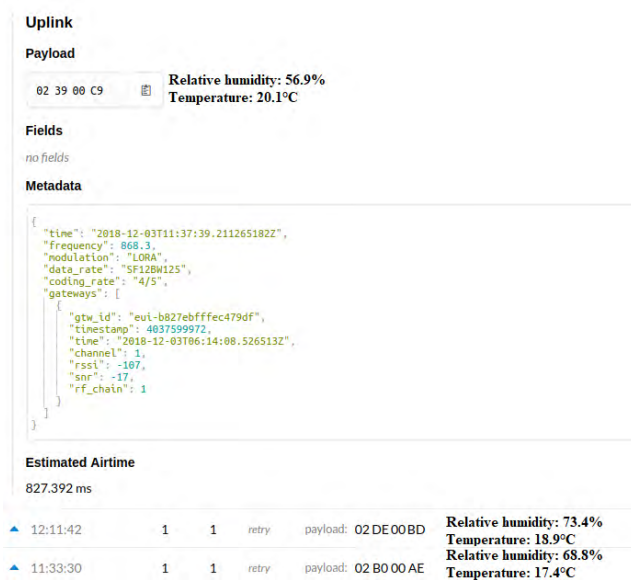 Uplink
Payload
02 39 00 C9
Relative humidity: 56.9%
Temperature: 20.1°C
Fields
no fields
Metadata
{
"time": "2018-12-03T11:37:39.211265182Z",
"frequency": 868.3,
"modulation": "LORA",
"data_rate": "SF12BW125",
"coding_rate": "4/5",
"gateways": [
{
"gtw_id": "eui-b827ebfffec479df",
"timestamp": 4037599972,
"time": "2018-12-03T06:14:08.526513Z",
"channel": 1,
"rssi": -107,
"snr": -17,
"rf_chain": 1
}
]
}
Estimated Airtime
827.392 ms
12:11:42 1 1 retry payload: 02 DE 00 BD Relative humidity: 73.4%
Temperature: 18.9°C
11:33:30 1 1 retry payload: 02 B0 00 AE Relative humidity: 68.8%
Temperature: 17.4°C